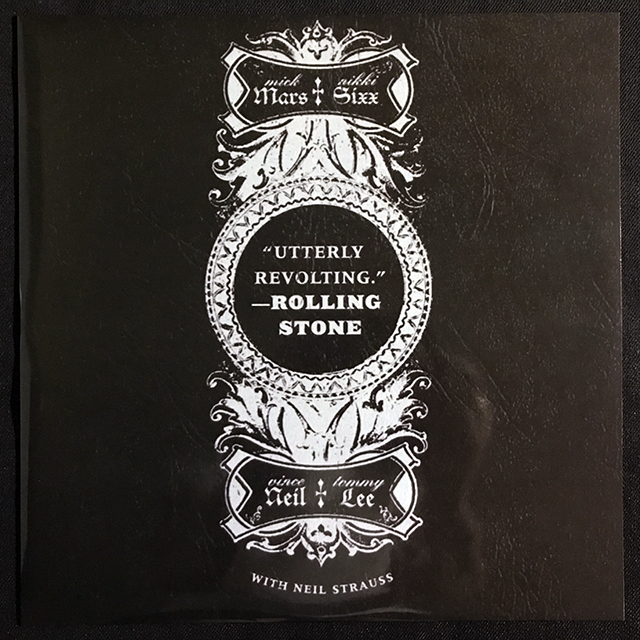 mick nikki
Mars Sixx
“UTTERLY
REVOLTING.”
—ROLLING
STONE
vince tommy
Neil Lee
WITH NEIL STRAUSS